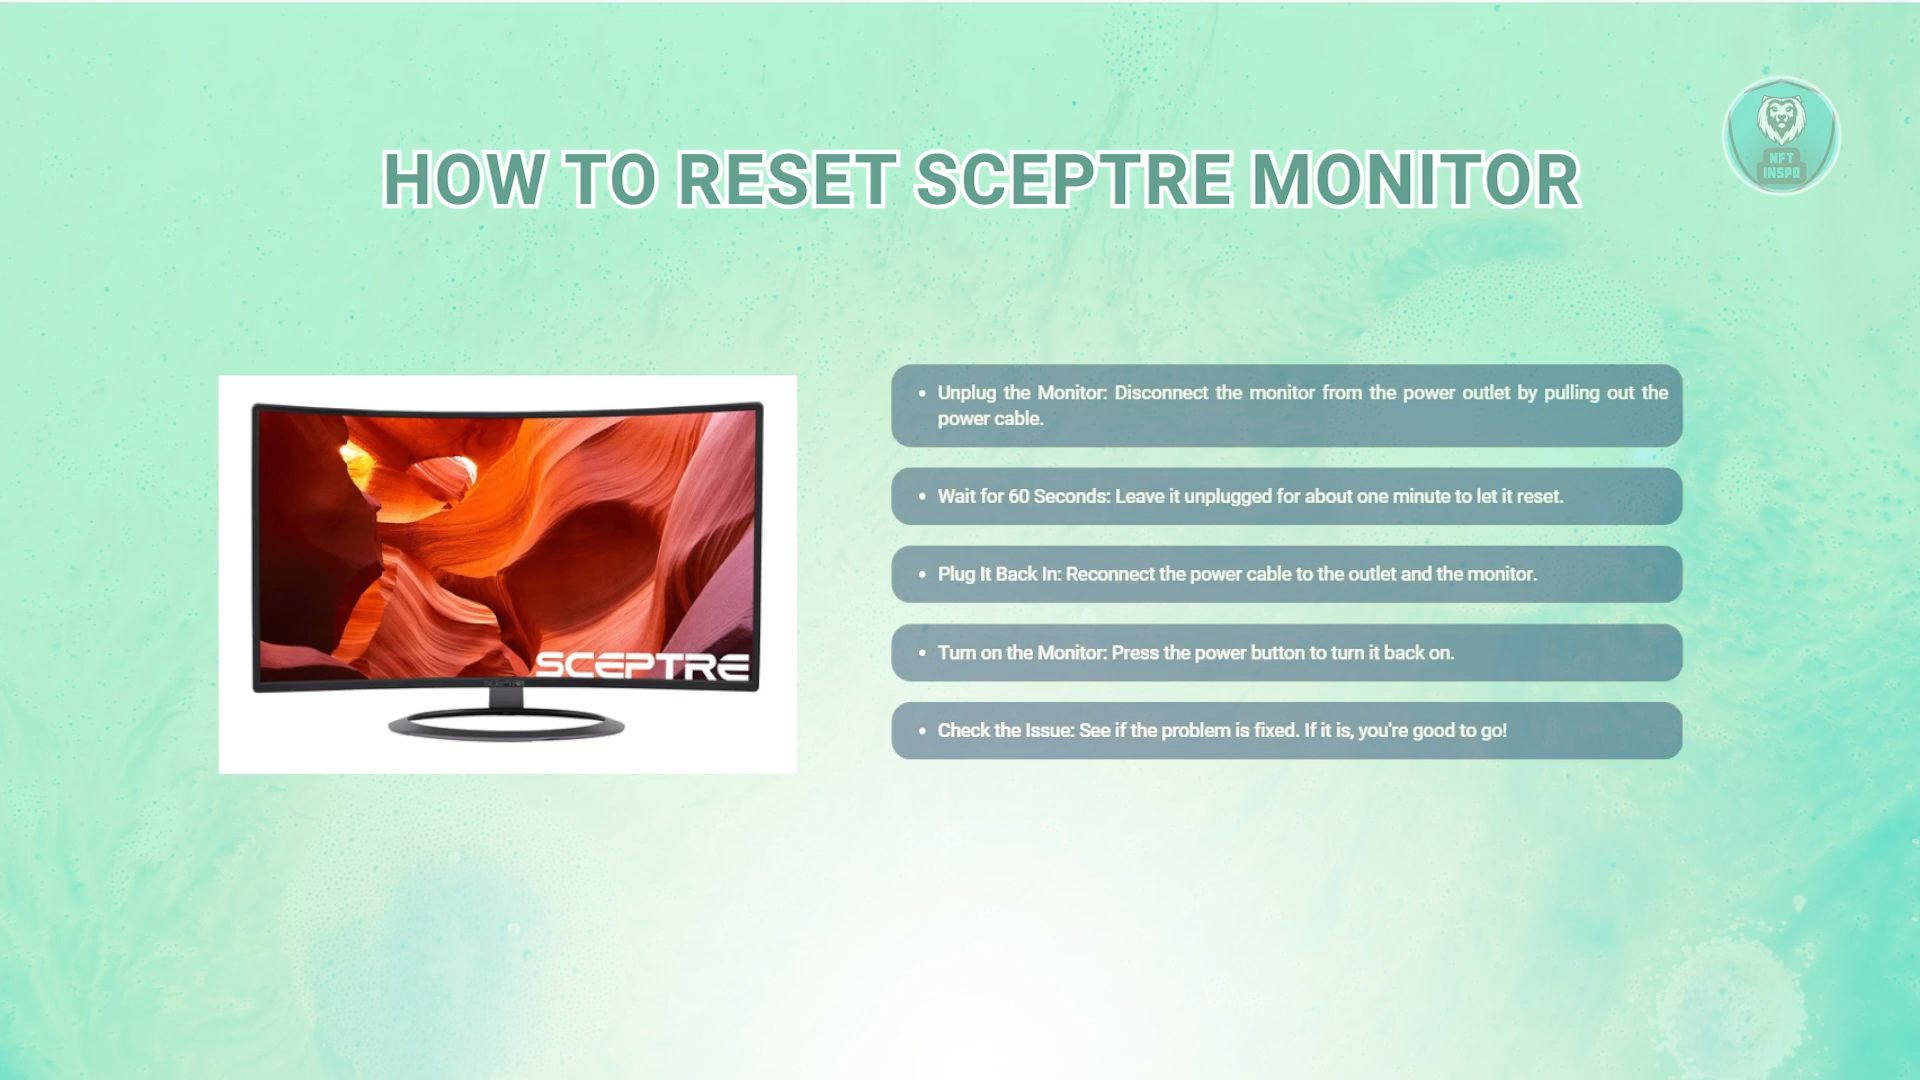 NFT
INSPO
HOW TO RESET SCEPTRE MONITOR
• Unplug the Monitor: Disconnect the monitor from the power outlet by pulling out the
power cable.
• Wait for 60 Seconds: Leave it unplugged for about one minute to let it reset.
• Plug It Back In: Reconnect the power cable to the outlet and the monitor.
• Turn on the Monitor: Press the power button to turn it back on.
• Check the Issue: See if the problem is fixed. If it is, you're good to go!
SCEPTRE
SCEPTRE